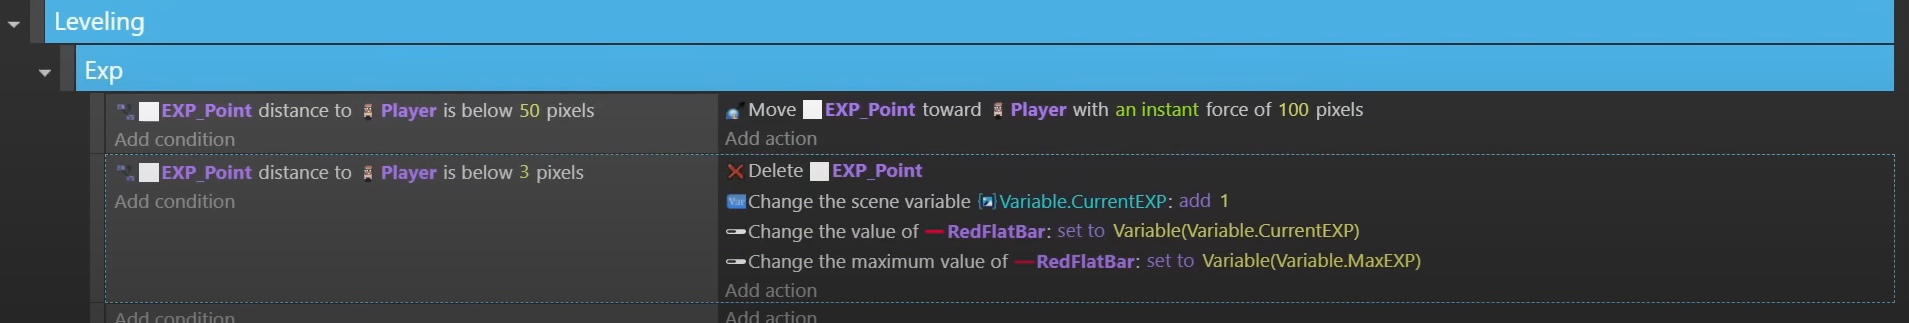 Leveling
Exp
EXP_Point distance to Player is below 50 pixels
Add condition
Move EXP_Point toward Player with an instant force of 100 pixels
Add action
EXP_Point distance to Player is below 3 pixels
Add condition
Delete EXP_Point
Var Change the scene variable Variable.CurrentEXP: add 1
Change the value of RedFlatBar: set to Variable(Variable.CurrentEXP)
Change the maximum value of RedFlatBar: set to Variable(Variable.MaxEXP)
Add action
Add condition
Add action